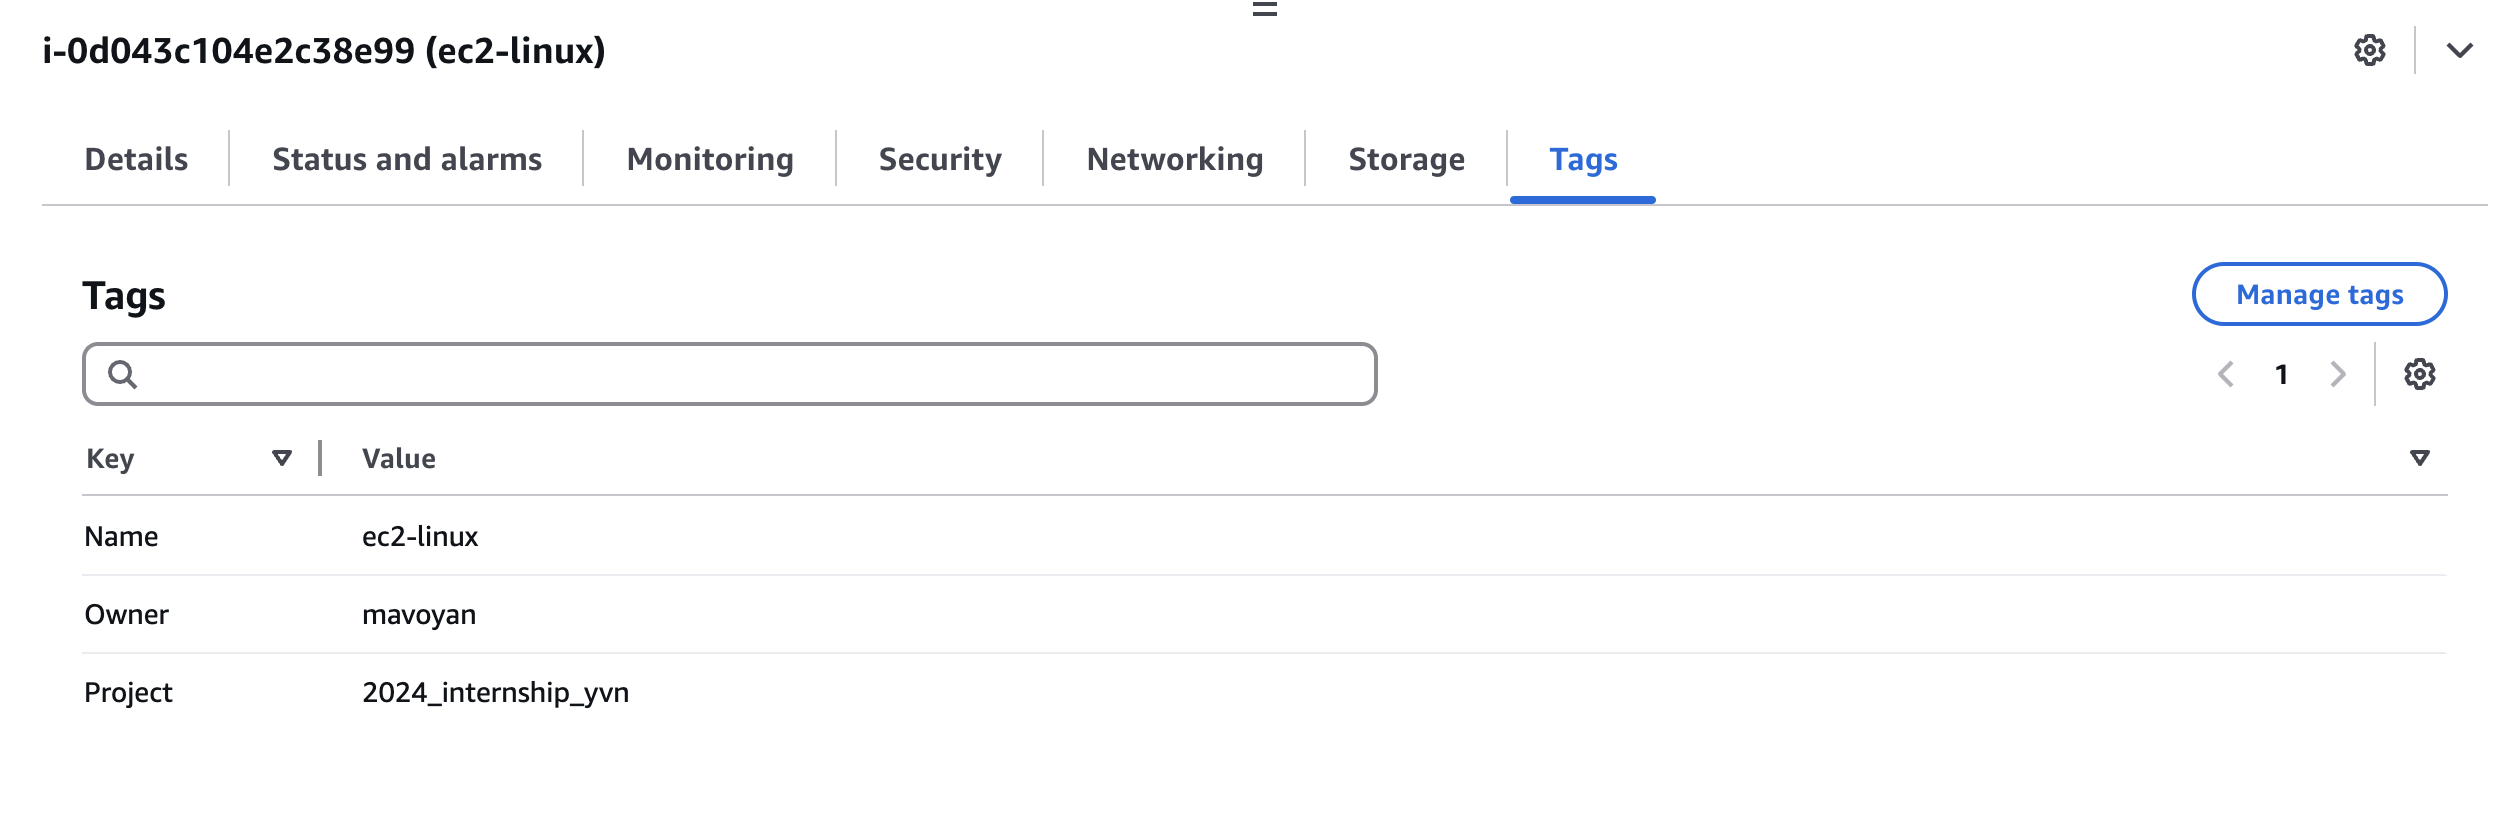 i-0d043c104e2c38e99 (ec2-linux)
Details Status and alarms Monitoring Security Networking Storage Tags
Tags
Manage tags
1
Key Value
Name ec2-linux
Owner mavoyan
Project 2024_internship_yvn